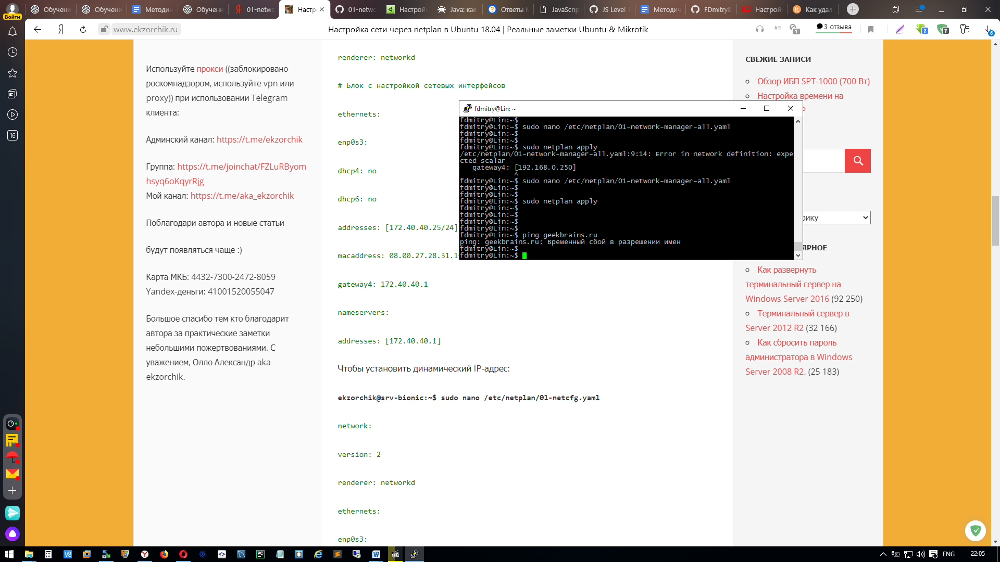 Войти
Обучени
Обучени
Методич
Обучени
01-netwo
Настро
01-netwo
Настрой
Java: как
Ответы
JavaScrip
JS Level 1
Методич
FDmitry8
Настрой
Как удал
www.ekzorchik.ru
Настройка сети через netplan в Ubuntu 18.04 | Реальные заметки Ubuntu & Mikrotik
3 отзыва
1
2
7
6
16
Используйте прокси ((заблокировано
роскомнадзором, используйте vpn или
proxy)) при использовании Telegram
клиента:
Админский канал: https://t.me/ekzorchik
Группа: https://t.me/joinchat/FZLuRByom
hsyq6oKqyrRjg
Мой канал: https://t.me/aka_ekzorchik
Поблагодари автора и новые статьи
будут появляться чаще :)
Карта МКБ: 4432-7300-2472-8059
Yandex-деньги: 41001520055047
Большое спасибо тем кто благодарит
автора за практические заметки
небольшими пожертвованиями. С
уважением, Олло Александр aka
ekzorchik.
renderer: networkd
# Блок с настройкой сетевых интерфейсов
ethernets:
enp0s3:
dhcp4: no
dhcp6: no
addresses: [172.40.40.25/24]
macaddress: 08.00.27.28.31.1
gateway4: 172.40.40.1
nameservers:
addresses: [172.40.40.1]
Чтобы установить динамический IP-адрес:
ekzorchik@srv-bionic:~$ sudo nano /etc/netplan/01-netcfg.yaml
network:
version: 2
renderer: networkd
ethernets:
enp0s3:
fdmitry@Lin: ~
fdmitry@Lin:~$
fdmitry@Lin:~$ sudo nano /etc/netplan/01-network-manager-all.yaml
fdmitry@Lin:~$
fdmitry@Lin:~$
fdmitry@Lin:~$ sudo netplan apply
/etc/netplan/01-network-manager-all.yaml:9:14: Error in network definition: expe
cted scalar
gateway4: [192.168.0.250]
^
fdmitry@Lin:~$ sudo nano /etc/netplan/01-network-manager-all.yaml
fdmitry@Lin:~$
fdmitry@Lin:~$
fdmitry@Lin:~$ sudo netplan apply
fdmitry@Lin:~$
fdmitry@Lin:~$
fdmitry@Lin:~$
fdmitry@Lin:~$
fdmitry@Lin:~$ ping geekbrains.ru
ping: geekbrains.ru: Временный сбой в разрешении имен
fdmitry@Lin:~$
fdmitry@Lin:~$
СВЕЖИЕ ЗАПИСИ
Обзор ИБП SPT-1000 (700 Вт)
Настройка времени на
рику
ЯРНОЕ
Как развернуть
терминальный сервер на
Windows Server 2016 (92 250)
Терминальный сервер в
Server 2012 R2 (32 166)
Как сбросить пароль
администратора в Windows
Server 2008 R2. (25 183)
ENG
22:05